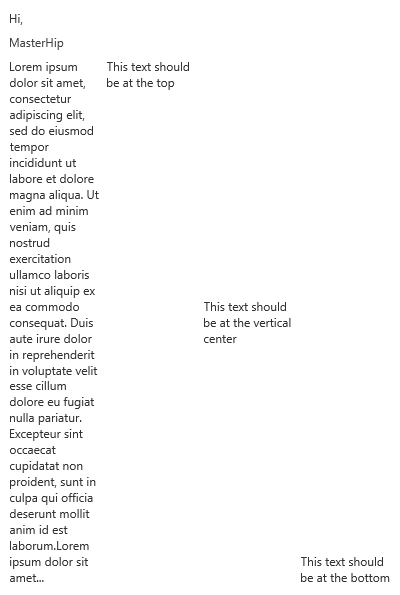 Hi,
MasterHip
Lorem ipsum
dolor sit amet,
consectetur
adipiscing elit,
sed do eiusmod
tempor
incididunt ut
labore et dolore
magna aliqua. Ut
enim ad minim
veniam, quis
nostrud
exercitation
ullamco laboris
nisi ut aliquip ex
ea commodo
consequat. Duis
aute irure dolor
in reprehenderit
in voluptate velit
esse cillum
dolore eu fugiat
nulla pariatur.
Excepteur sint
occaecat
cupidatat non
proident, sunt in
culpa qui officia
deserunt mollit
anim id est
laborum.Lorem
ipsum dolor sit
amet...
This text should
be at the top
This text should
be at the vertical
center
This text should
be at the bottom